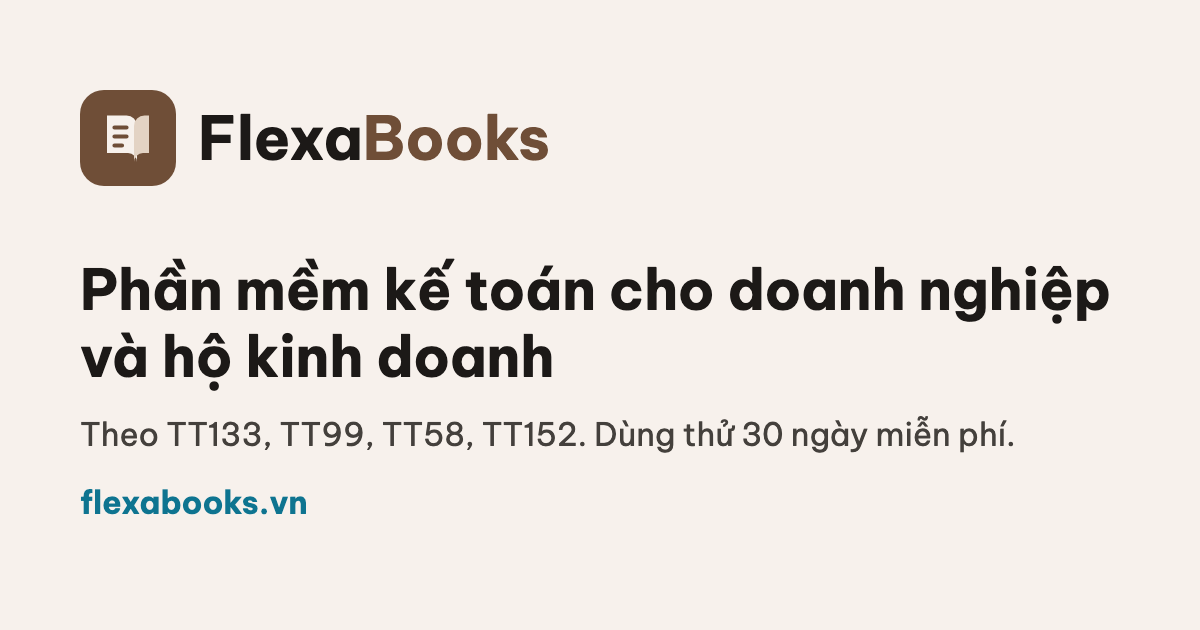 FlexaBooks
Phần mềm kế toán cho doanh nghiệp
và hộ kinh doanh
Theo TT133, TT99, TT58, TT152. Dùng thử 30 ngày miễn phí.
flexabooks.vn